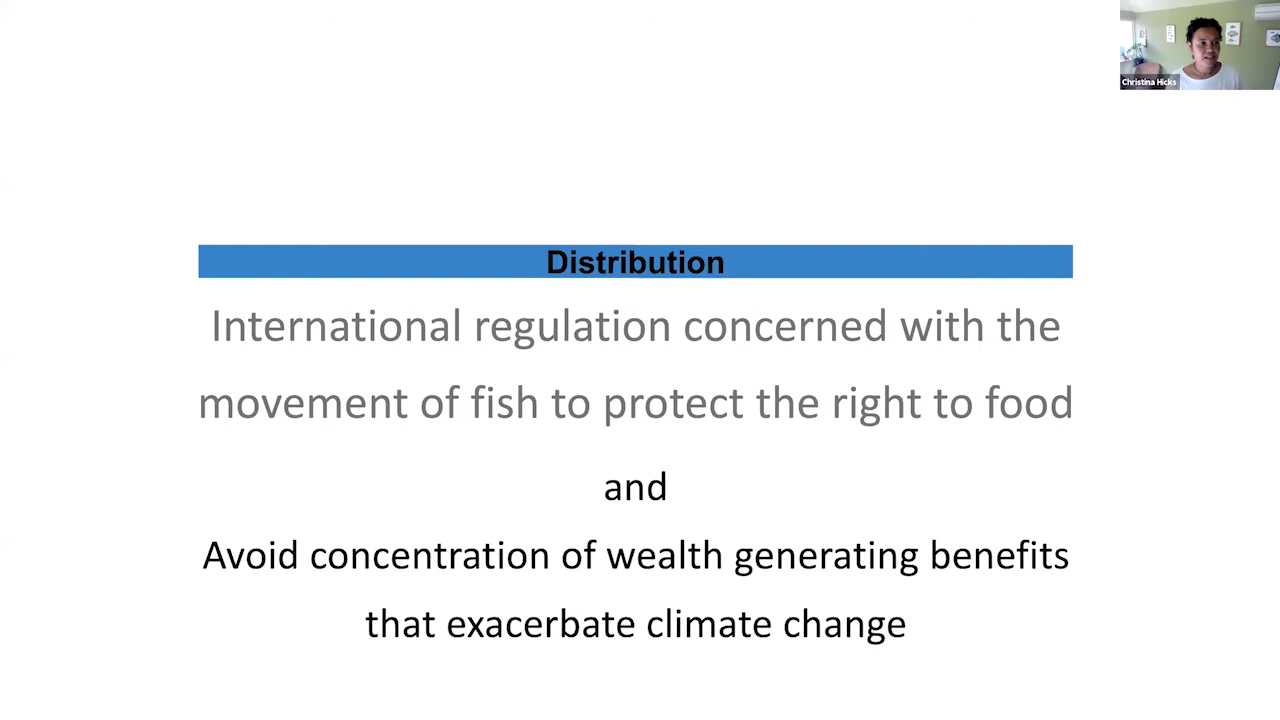 Christina Hicks
Distribution
International regulation concerned with the
movement of fish to protect the right to food
and
Avoid concentration of wealth generating benefits
that exacerbate climate change